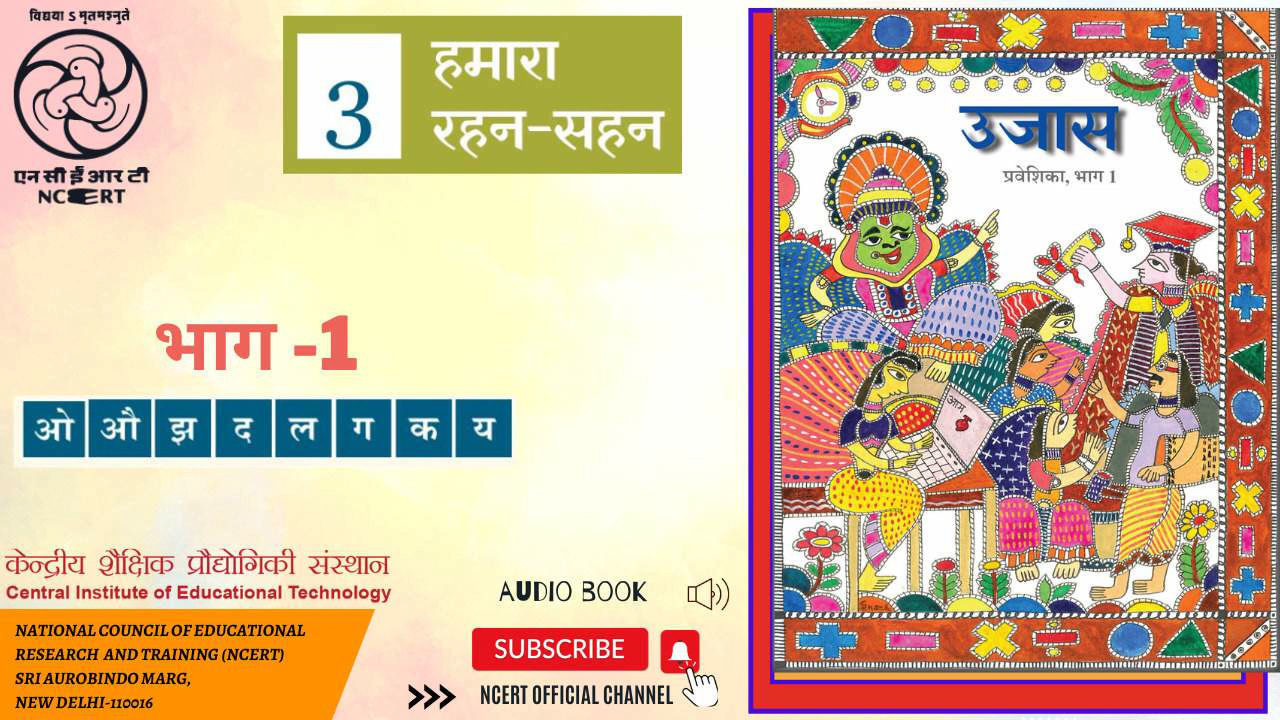 विद्यया ऽ मृतमश्नुते
एन सी ई आर टी
NCERT
3
हमारा
रहन-सहन
भाग -1
ओ औ झ द ल ग क य
केन्द्रीय शैक्षिक प्रौद्योगिकी संस्थान
Central Institute of Educational Technology
NATIONAL COUNCIL OF EDUCATIONAL
RESEARCH AND TRAINING (NCERT)
SRI AUROBINDO MARG,
NEW DELHI-110016
AUDIO BOOK
SUBSCRIBE
NCERT OFFICIAL CHANNEL
उजास
प्रवेशिका, भाग 1
आम